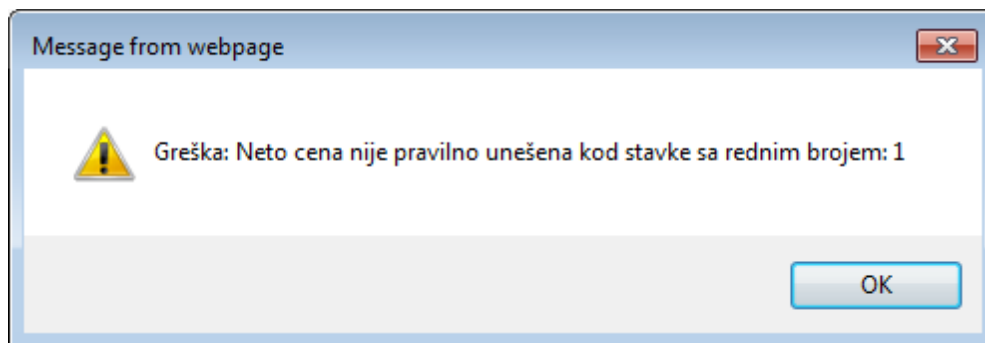 Message from webpage
Greška: Neto cena nije pravilno unešena kod stavke sa rednim brojem: 1
OK